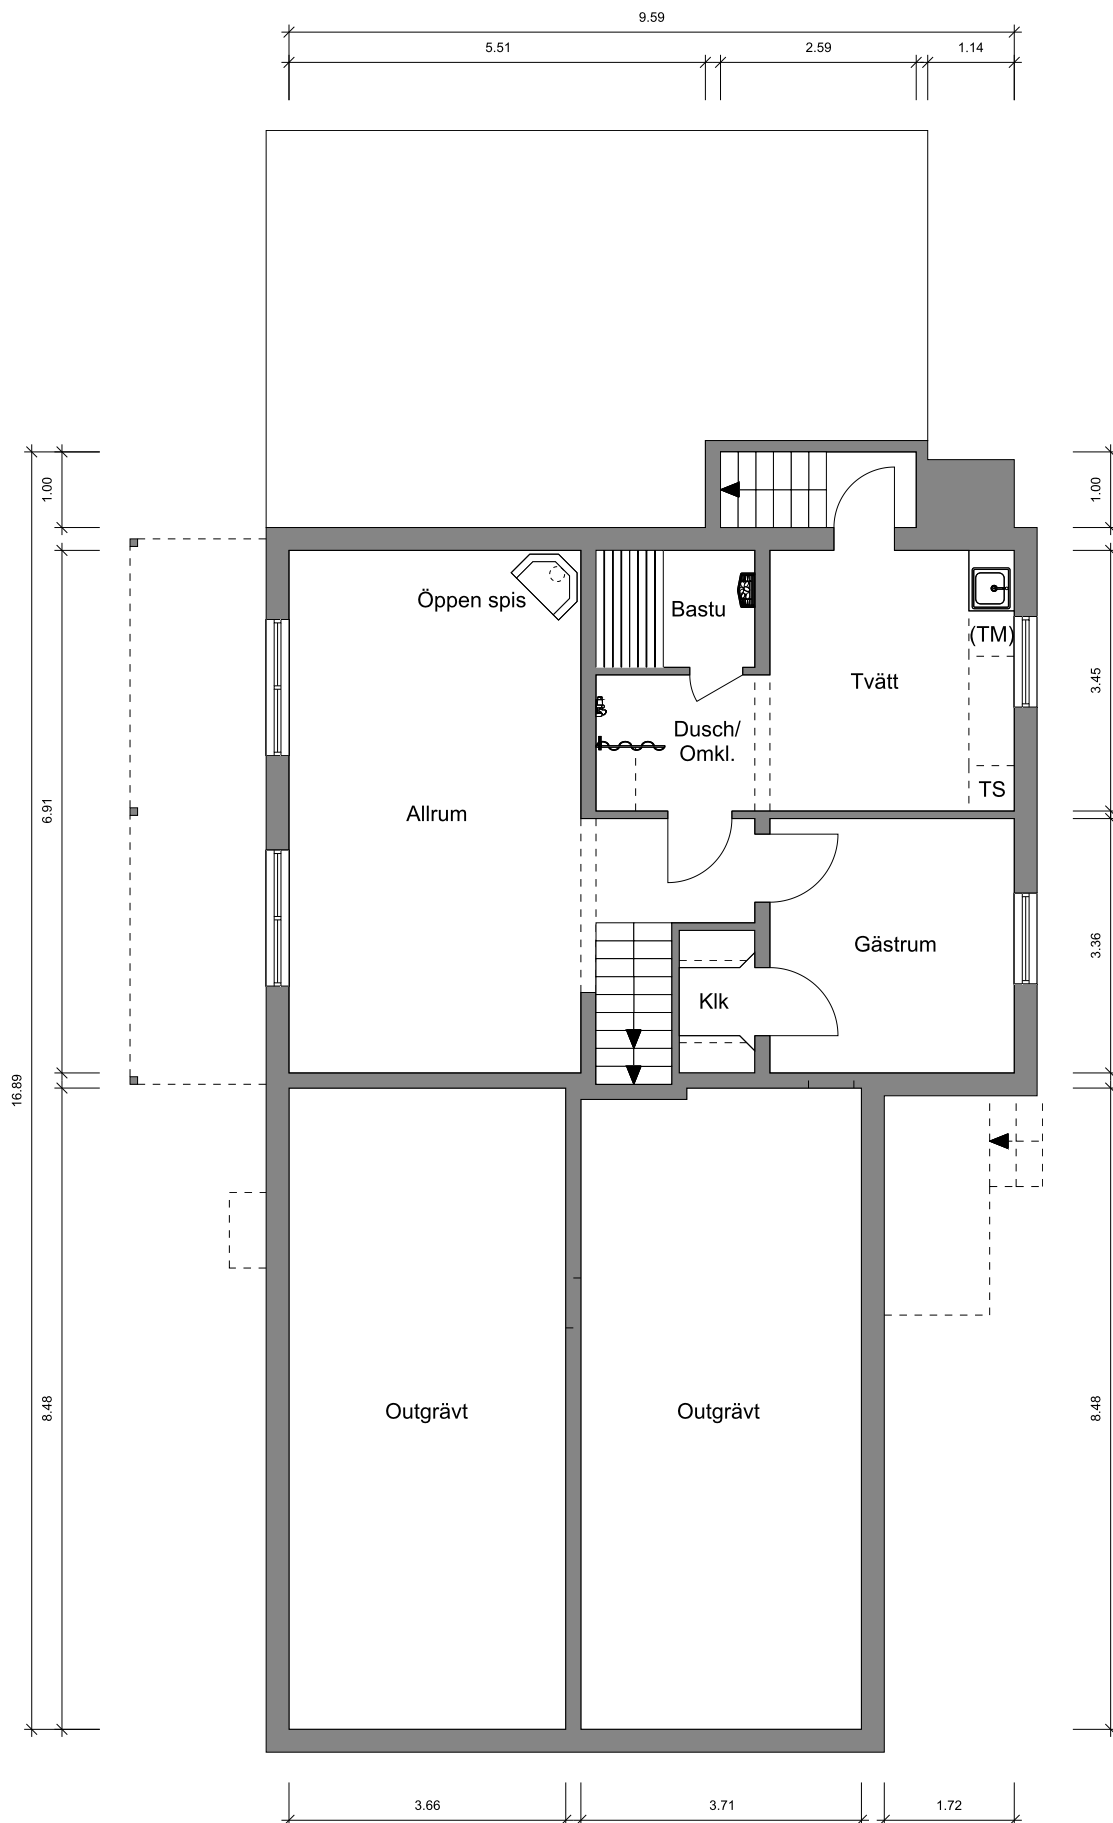 9.59
5.51
2.59
1.14
1.00
1.00
Öppen spis
Bastu
(TM)
Tvätt
3.45
Dusch/
Omkl.
TS
6.91
Allrum
Gästrum
3.36
Klk
16.89
8.48
Outgrävt
Outgrävt
8.48
3.66
3.71
1.72